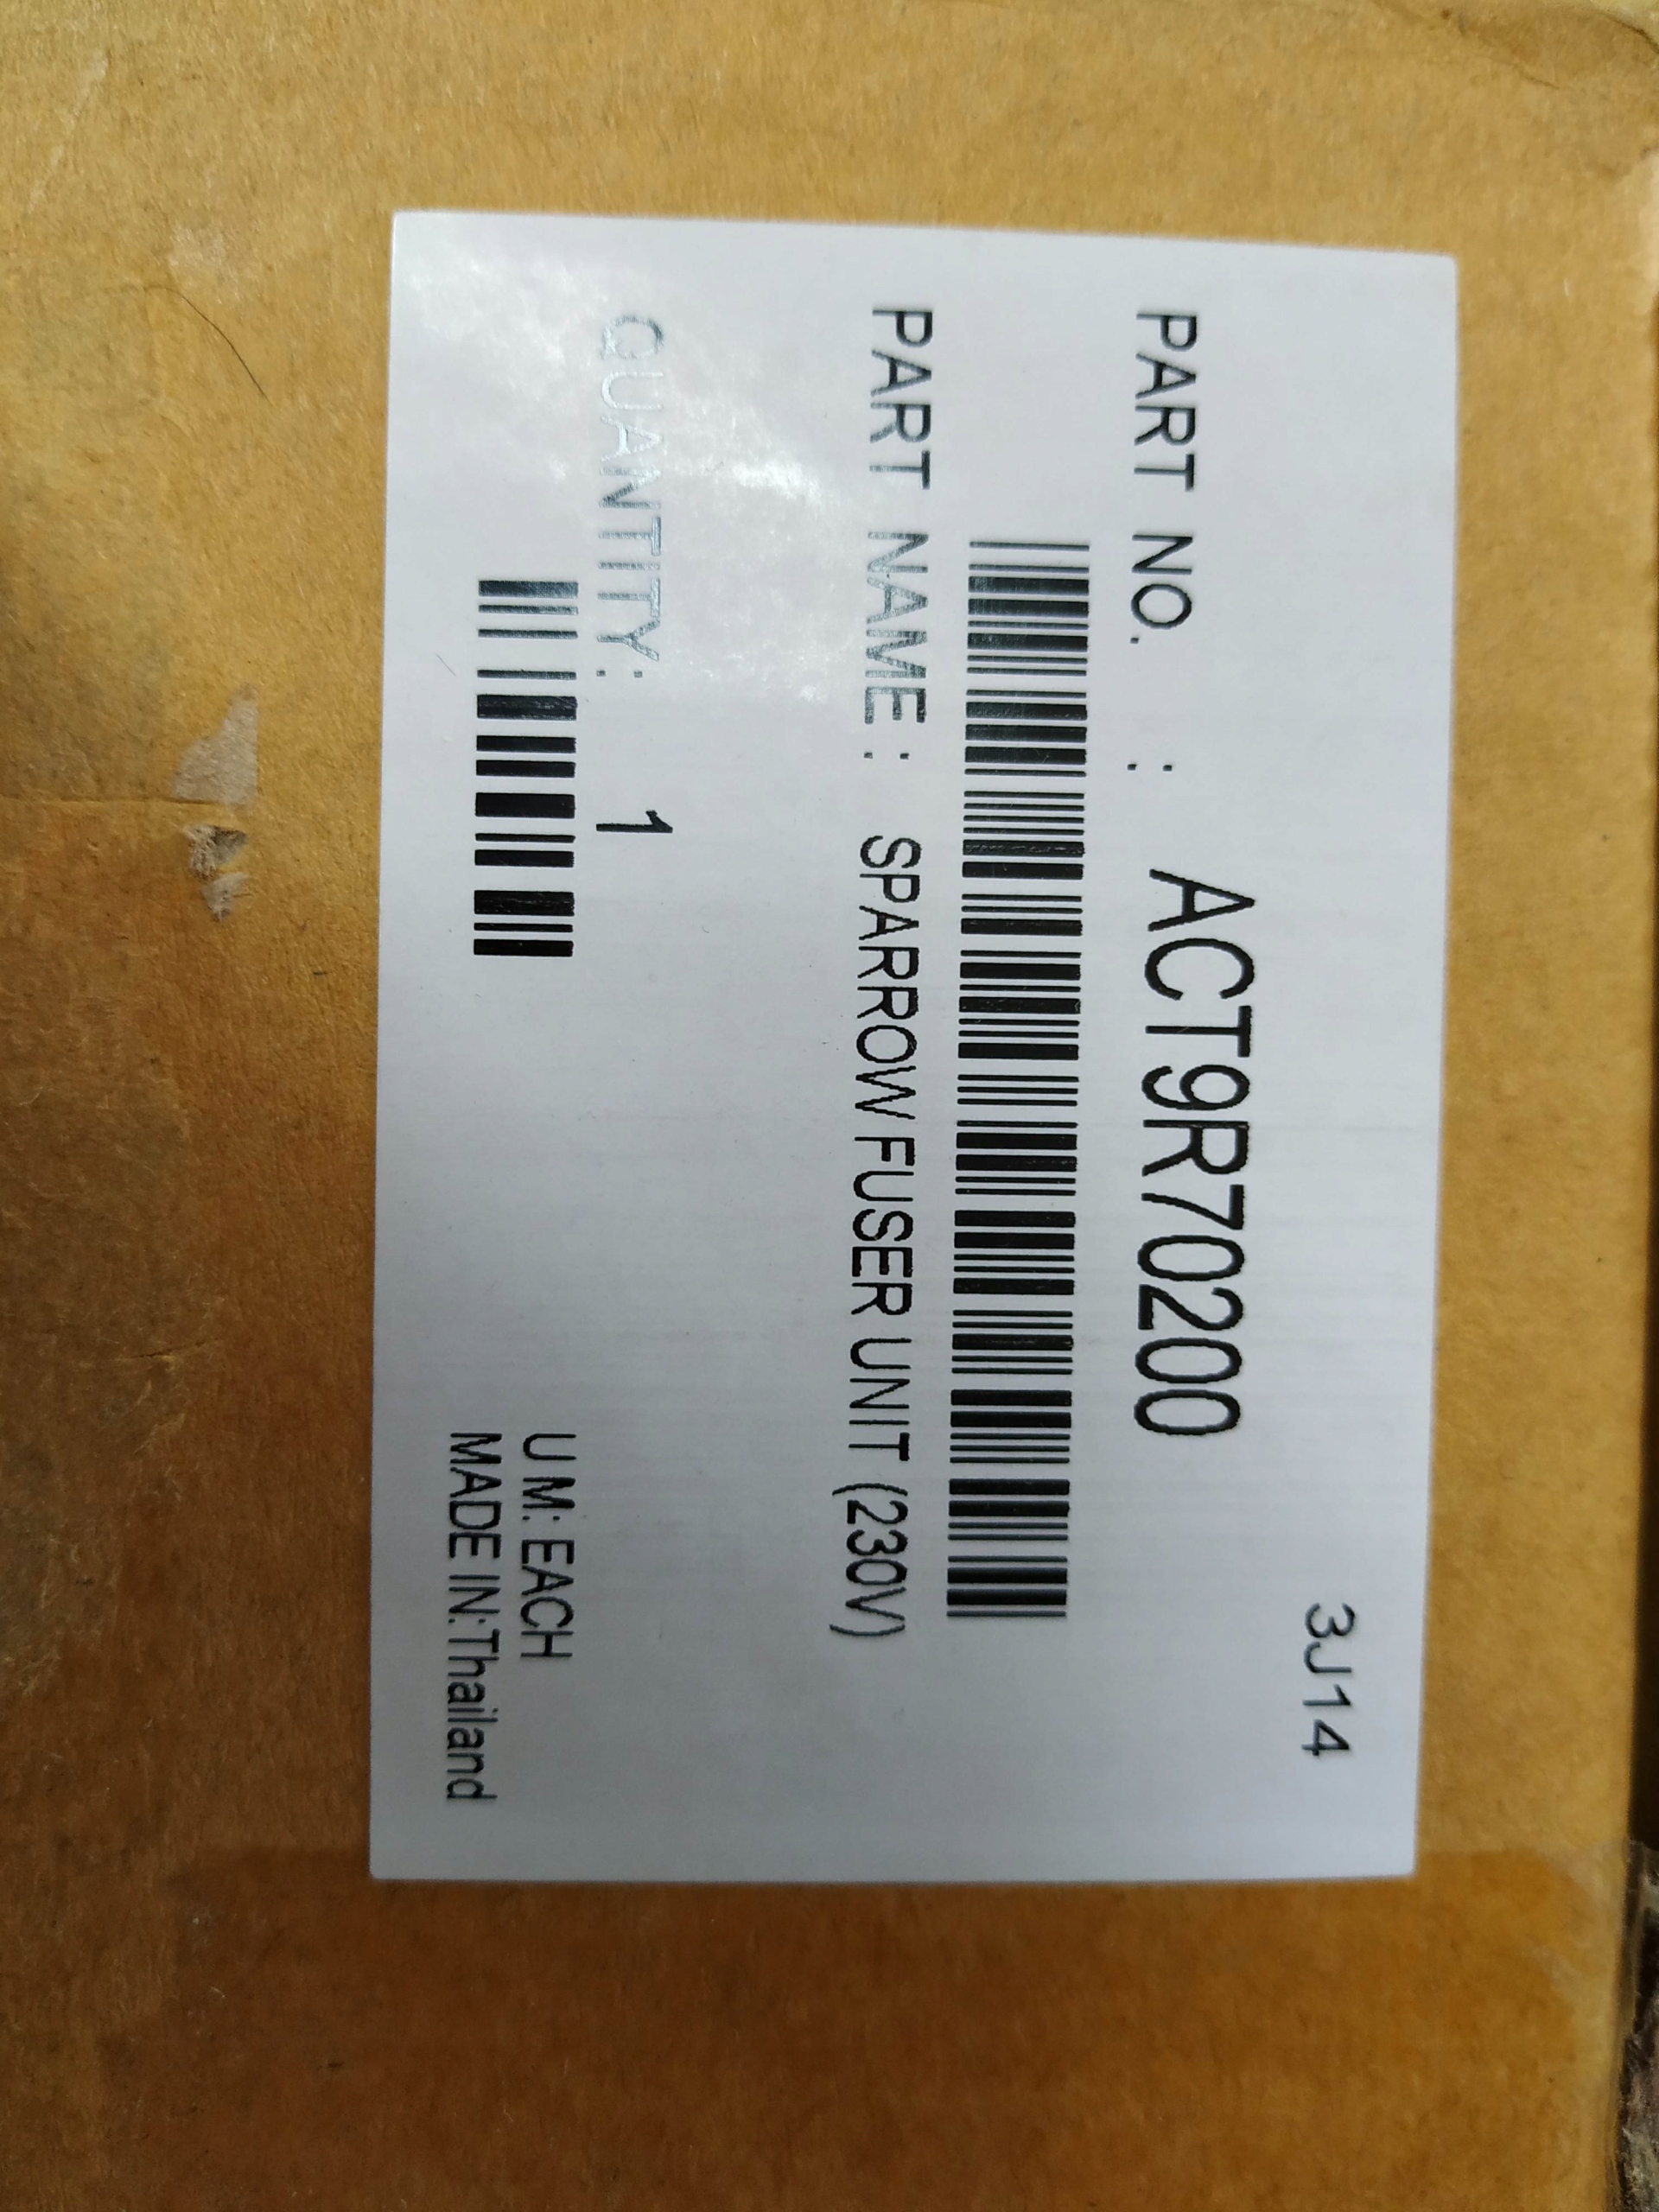 3J14
PART NO. : ACT9R70200
PART NAME : SPARROW FUSER UNIT (230V)
QUANTITY: 1
U M: EACH
MADE IN:Thailand